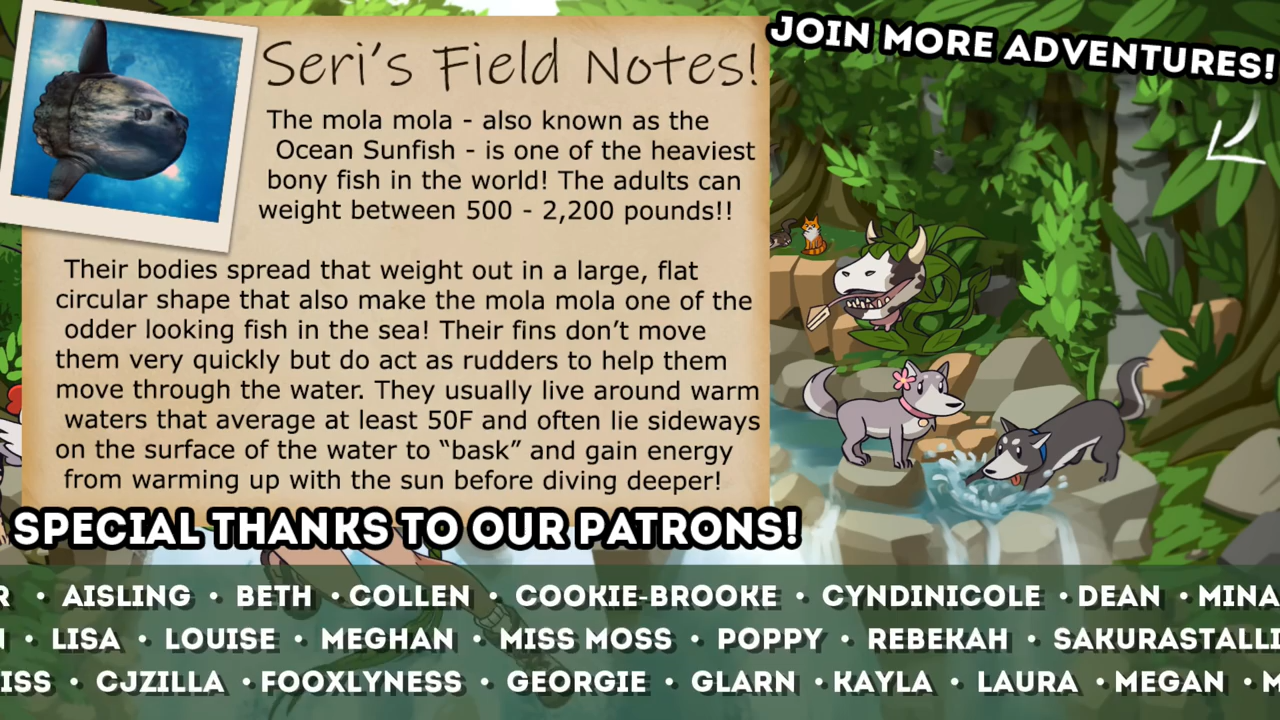 Seri's Field Notes!
JOIN MORE ADVENTURES!
The mola mola - also known as the
Ocean Sunfish - is one of the heaviest
bony fish in the world! The adults can
weight between 500 - 2,200 pounds!!
Their bodies spread that weight out in a large, flat
circular shape that also make the mola mola one of the
odder looking fish in the sea! Their fins don't move
them very quickly but do act as rudders to help them
move through the water. They usually live around warm
waters that average at least 50F and often lie sideways
on the surface of the water to “bask” and gain energy
from warming up with the sun before diving deeper!
SPECIAL THANKS TO OUR PATRONS!
• AISLING • BETH • COLLEN • COOKIE-BROOKE • CYNDINICOLE • DEAN • MINA
• LISA • LOUISE • MEGHAN • MISS MOSS • POPPY • REBEKAH • SAKURASTALLI
ISS • CJZILLA • FOOXLYNESS • GEORGIE • GLARN • KAYLA • LAURA • MEGAN • M